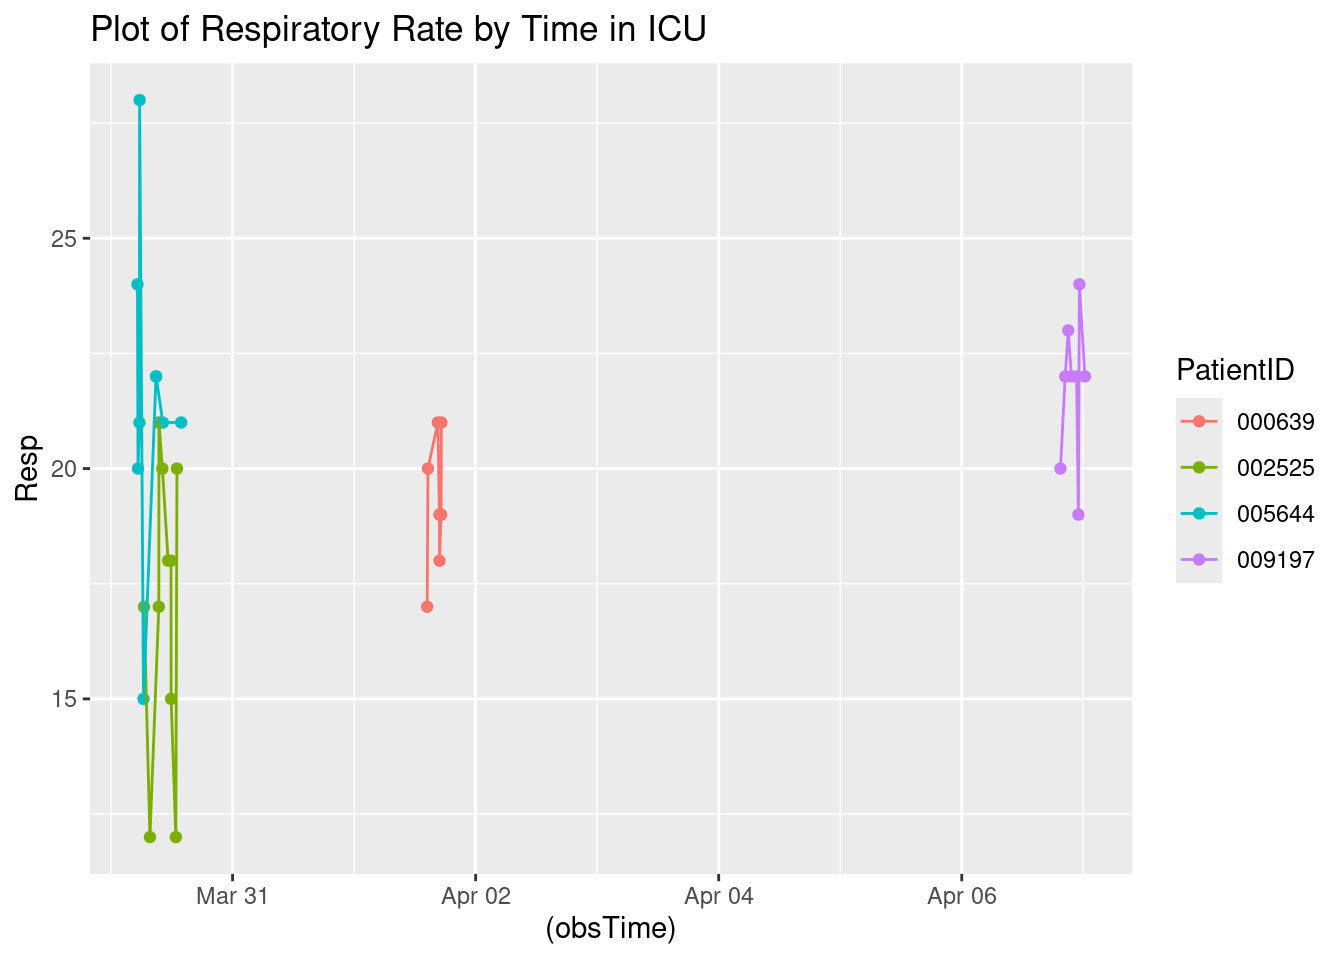 Plot of Respiratory Rate by Time in ICU
Resp
25
20
15
Mar 31
Apr 02
Apr 04
Apr 06
(obsTime)
PatientID
000639
002525
005644
009197